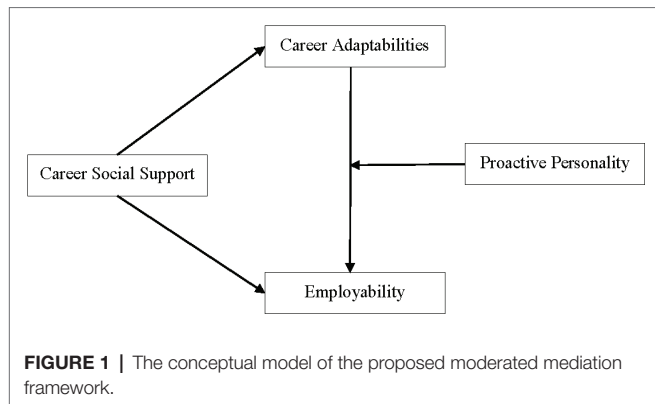 Career Adaptabilities
Career Social Support
Proactive Personality
Employability
FIGURE 1 | The conceptual model of the proposed moderated mediation
framework.